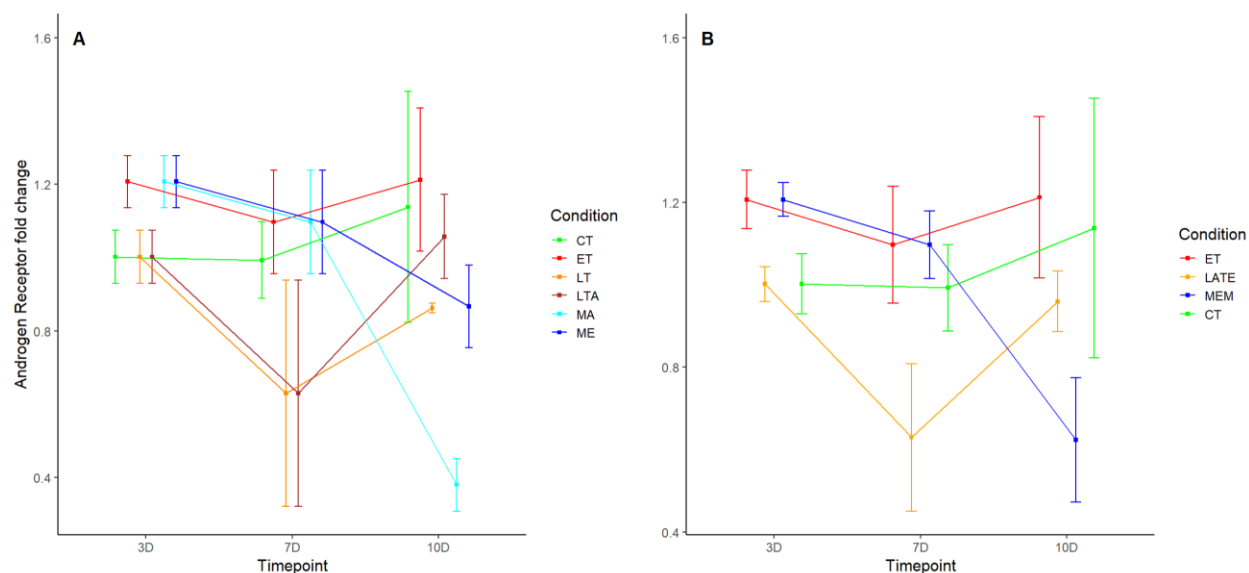 A
1.6
1.2
0.8
0.4
Androgen Receptor fold change
3D
7D
10D
Timepoint
Condition
CT
ET
LT
LTA
MA
ME
B
1.6
1.2
0.8
0.4
3D
7D
10D
Timepoint
Condition
ET
LATE
MEM
CT